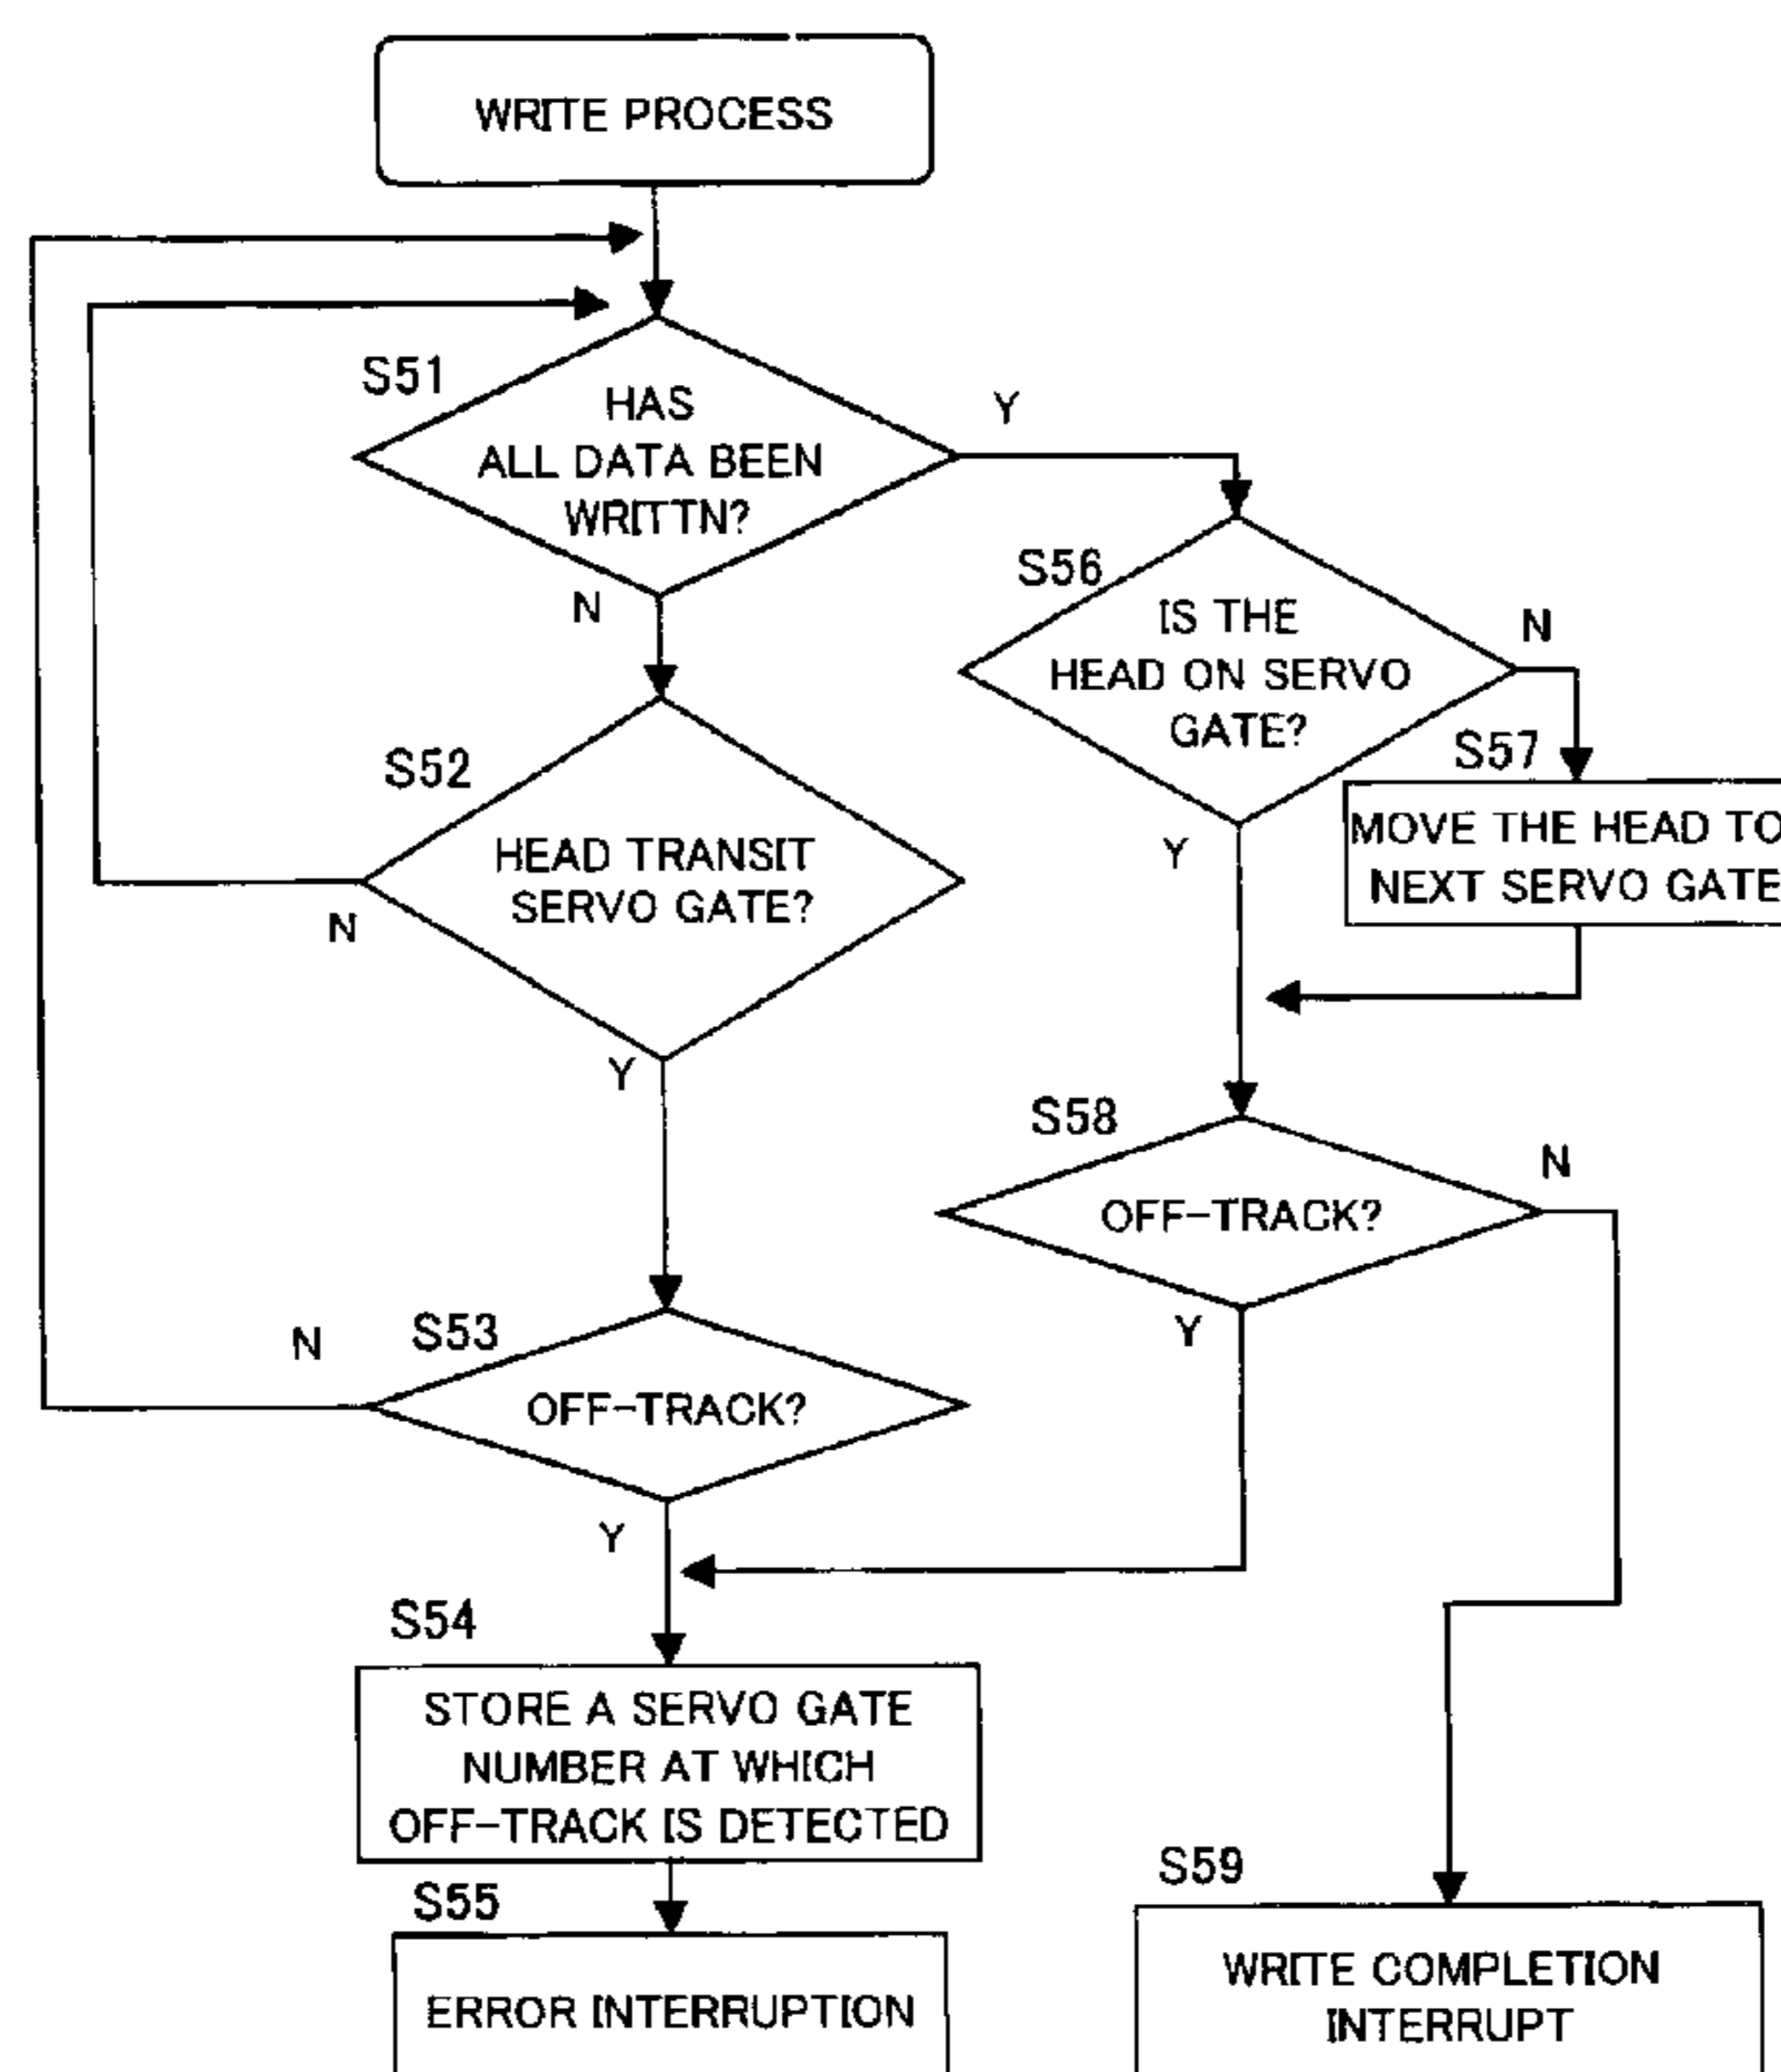 WRITE PROCESS
S51
HAS
ALL DATA BEEN
WRITTN?
Y
N
S56
IS THE
HEAD ON SERVO
GATE?
N
Y
S57
MOVE THE HEAD TO
NEXT SERVO GATE
S52
HEAD TRANSIT
SERVO GATE?
N
Y
S58
OFF-TRACK?
N
Y
S53
OFF-TRACK?
N
Y
S54
STORE A SERVO GATE
NUMBER AT WHICH
OFF-TRACK IS DETECTED
S55
ERROR INTERRUPTION
S59
WRITE COMPLETION
INTERRUPT